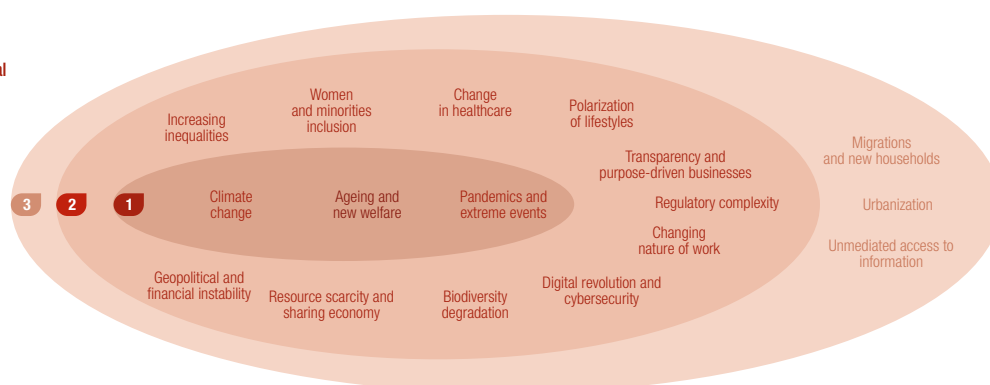 al
Women
and minorities
inclusion
Change
in healthcare
Polarization
of lifestyles
Increasing
inequalities
Migrations
and new households
Transparency and
purpose-driven businesses
3
2
1
Climate
change
Ageing and
new welfare
Pandemics and
extreme events
Regulatory complexity
Urbanization
Changing
nature of work
Unmediated access to
information
Geopolitical and
financial instability
Resource scarcity and
sharing economy
Biodiversity
degradation
Digital revolution and
cybersecurity